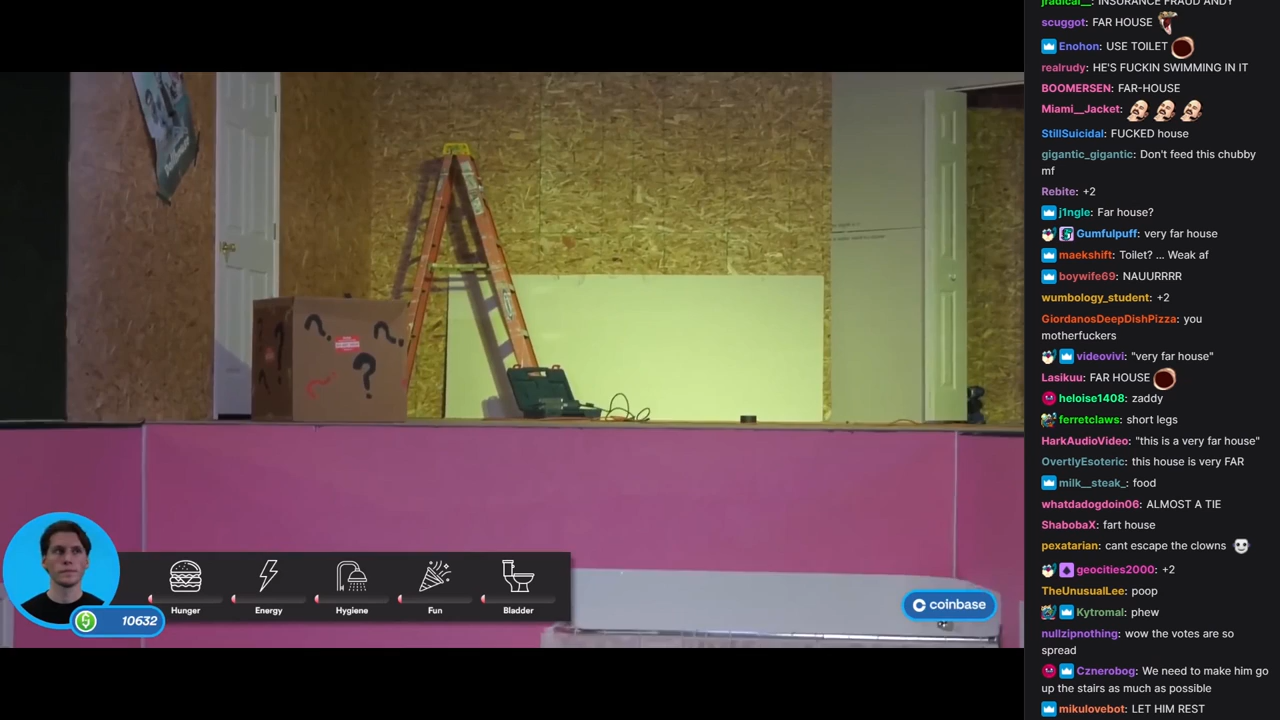 jradical__: INSURANCE FRAUD ANDY
scuggot: FAR HOUSE
Enohon: USE TOILET
realrudy: HE'S FUCKIN SWIMMING IN IT
BOOMERSEN: FAR-HOUSE
Miami__Jacket:
StillSuicidal: FUCKED house
gigantic_gigantic: Don't feed this chubby
mf
Rebite: +2
j1ngle: Far house?
Gumfulpuff: very far house
maekshift: Toilet? ... Weak af
boywife69: NAUURRRR
wumbology_student: +2
GiordanosDeepDishPizza: you
motherfuckers
videovivi: "very far house"
Lasikuu: FAR HOUSE
heloise1408: zaddy
ferretclaws: short legs
HarkAudioVideo: "this is a very far house"
OvertlyEsoteric: this house is very FAR
milk__steak_: food
whatdadogdoin06: ALMOST A TIE
ShabobaX: fart house
pexatarian: cant escape the clowns
geocities2000: +2
TheUnusualLee: poop
Kytromal: phew
nullzipnothing: wow the votes are so
spread
Cznerobog: We need to make him go
up the stairs as much as possible
mikulovebot: LET HIM REST
? ? ? ?
Hunger
Energy
Hygiene
Fun
Bladder
10632
coinbase